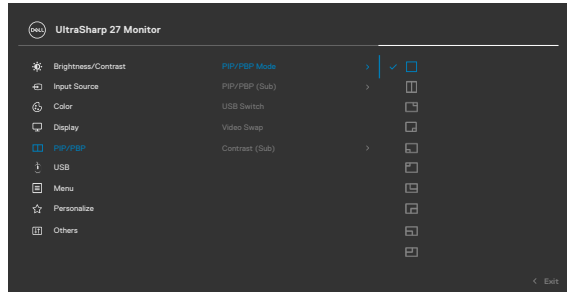 DELL UltraSharp 27 Monitor
Brightness/Contrast PIP/PBP Mode
Input Source PIP/PBP (Sub)
Color USB Switch
Display Video Swap
PIP/PBP Contrast (Sub)
USB
Menu
Personalize
Others
Exit